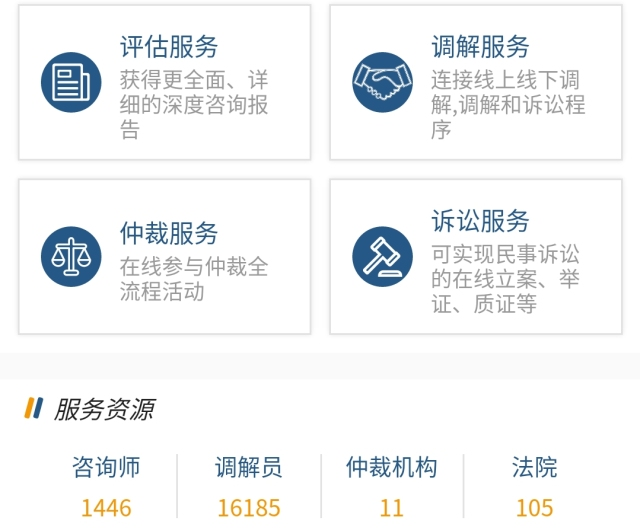 评估服务
获得更全面、详
细的深度咨询报
告
调解服务
连接线上线下调
解,调解和诉讼程
序
仲裁服务
在线参与仲裁全
流程活动
诉讼服务
可实现民事诉讼
的在线立案、举
证、质证等
服务资源
咨询师 调解员 仲裁机构 法院
1446 16185 11 105